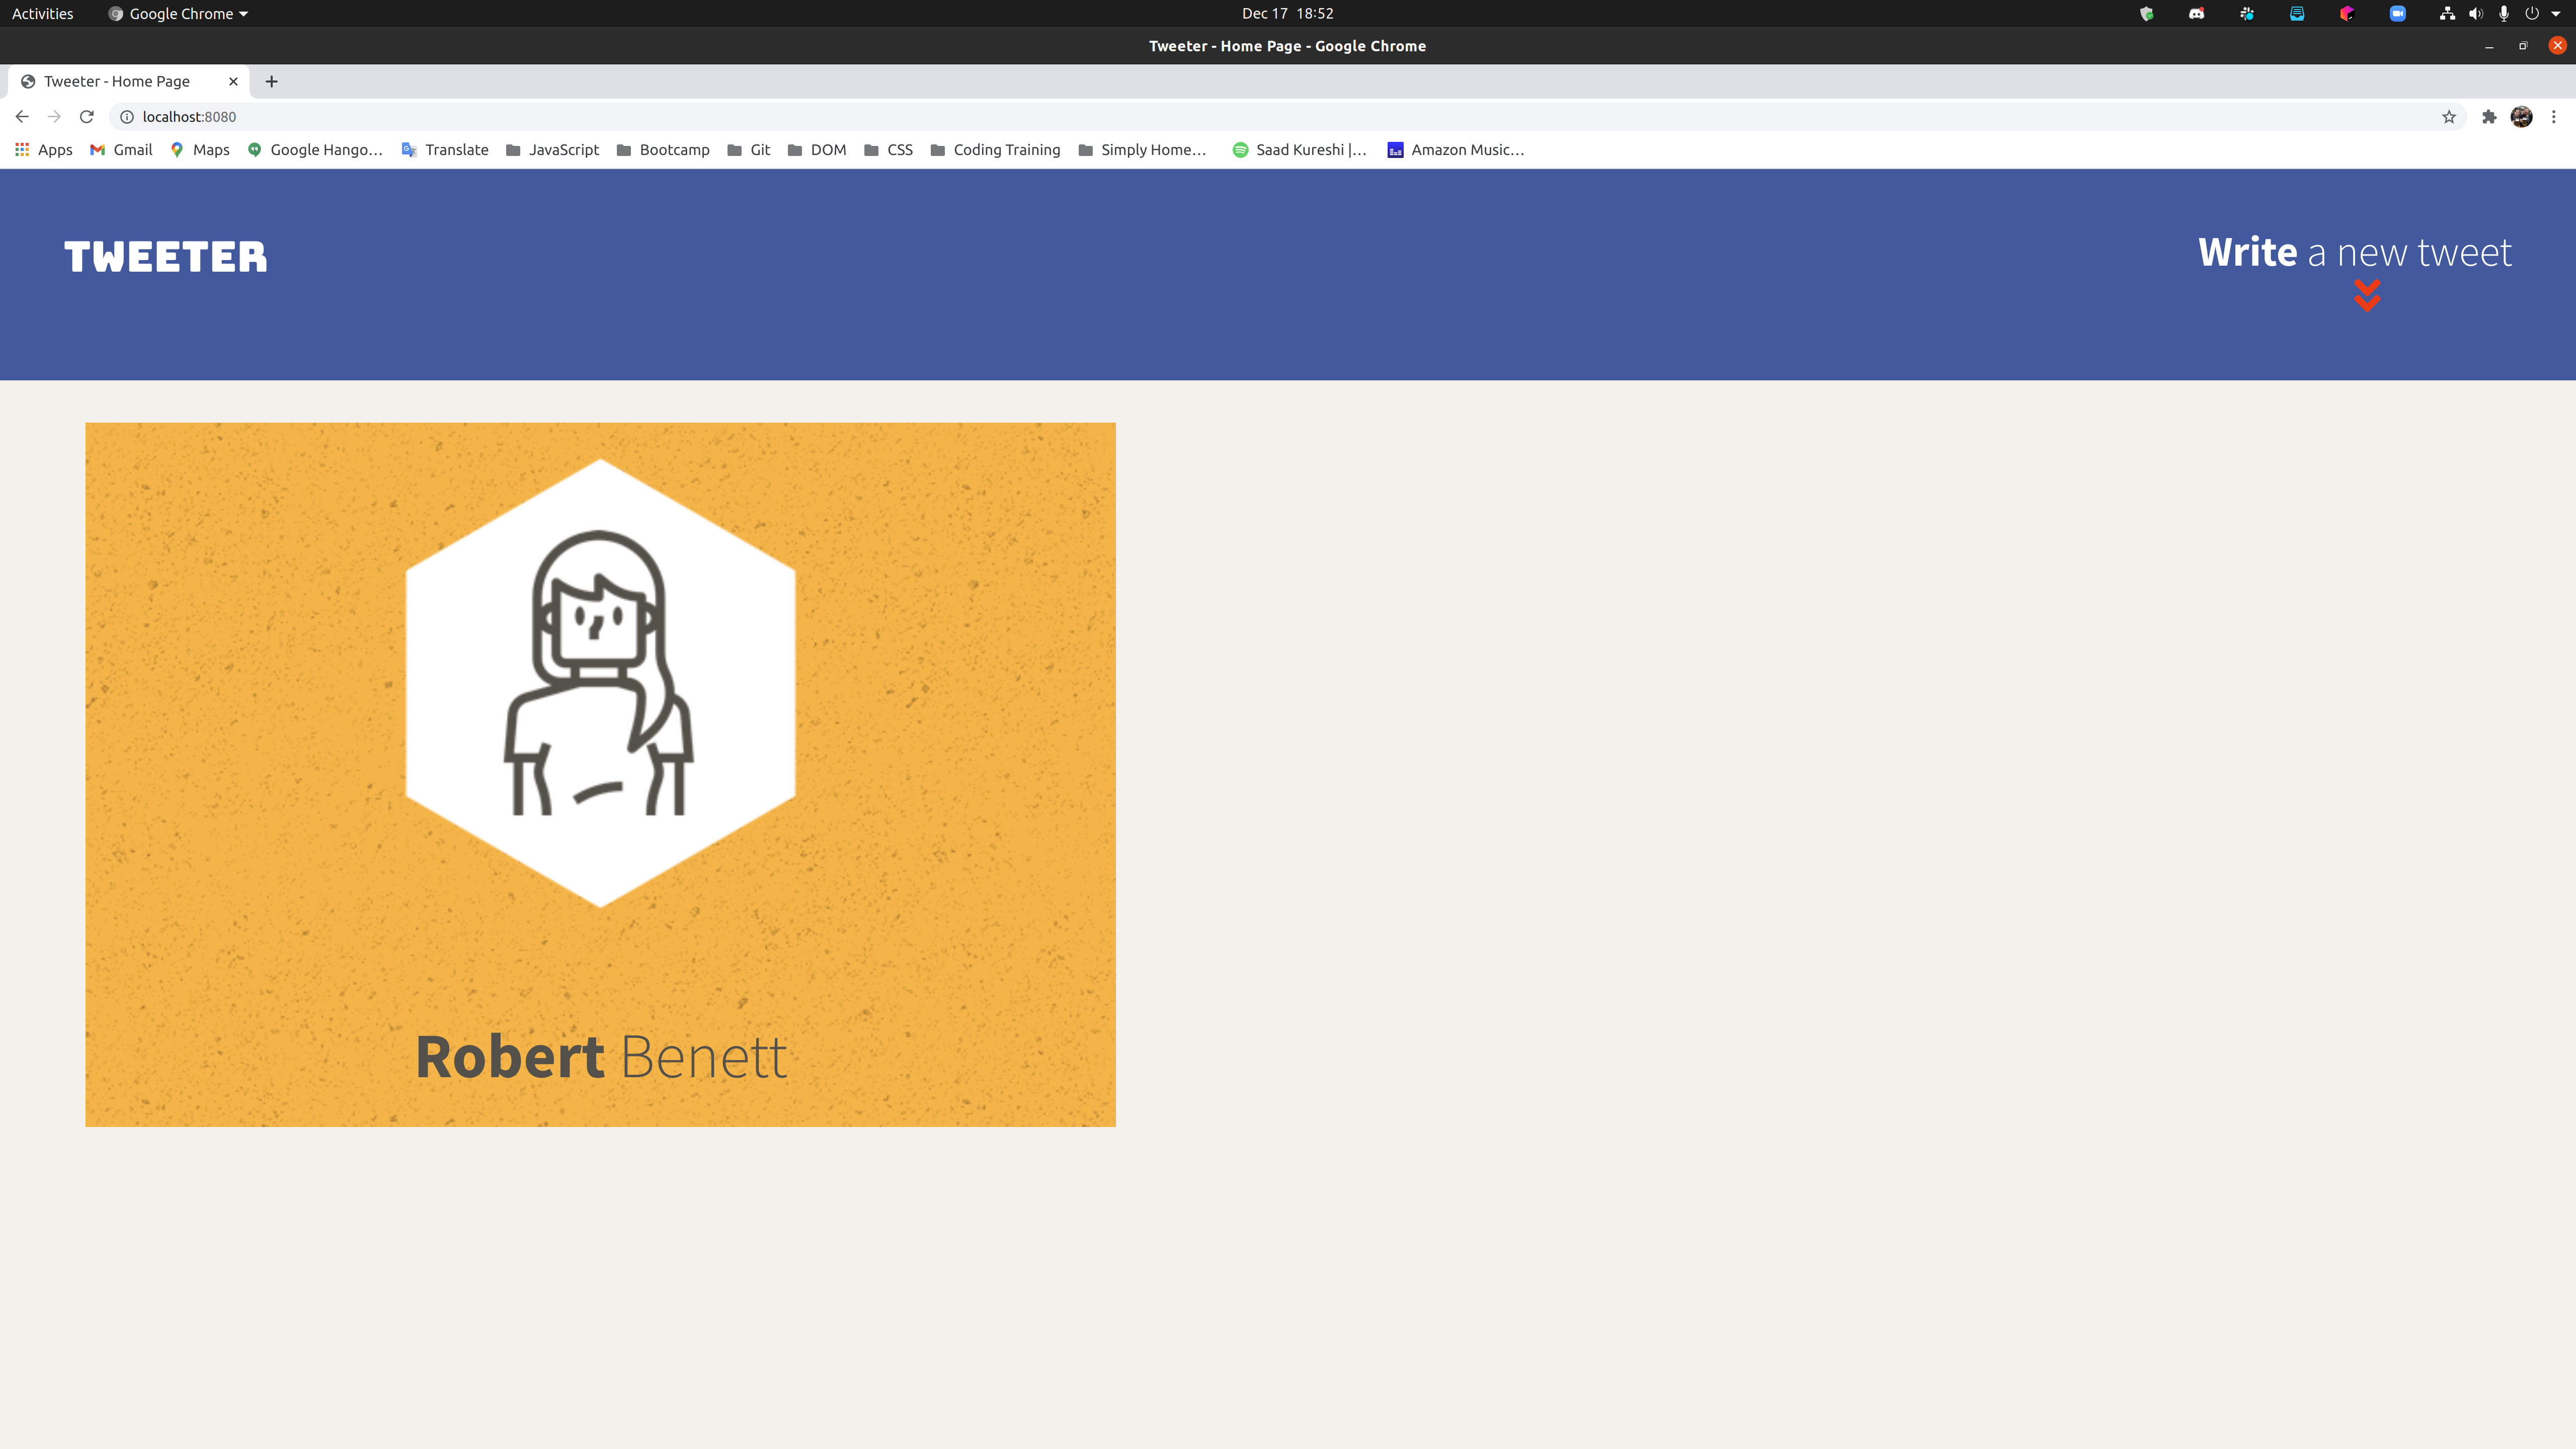 Activities Google Chrome Dec 17 18:52
Tweeter - Home Page - Google Chrome
Tweeter - Home Page
localhost:8080
Apps Gmail Maps Google Hango… Translate JavaScript Bootcamp Git DOM CSS Coding Training Simply Home… Saad Kureshi |… Amazon Music…
TWEETER
Write a new tweet
Robert Benett